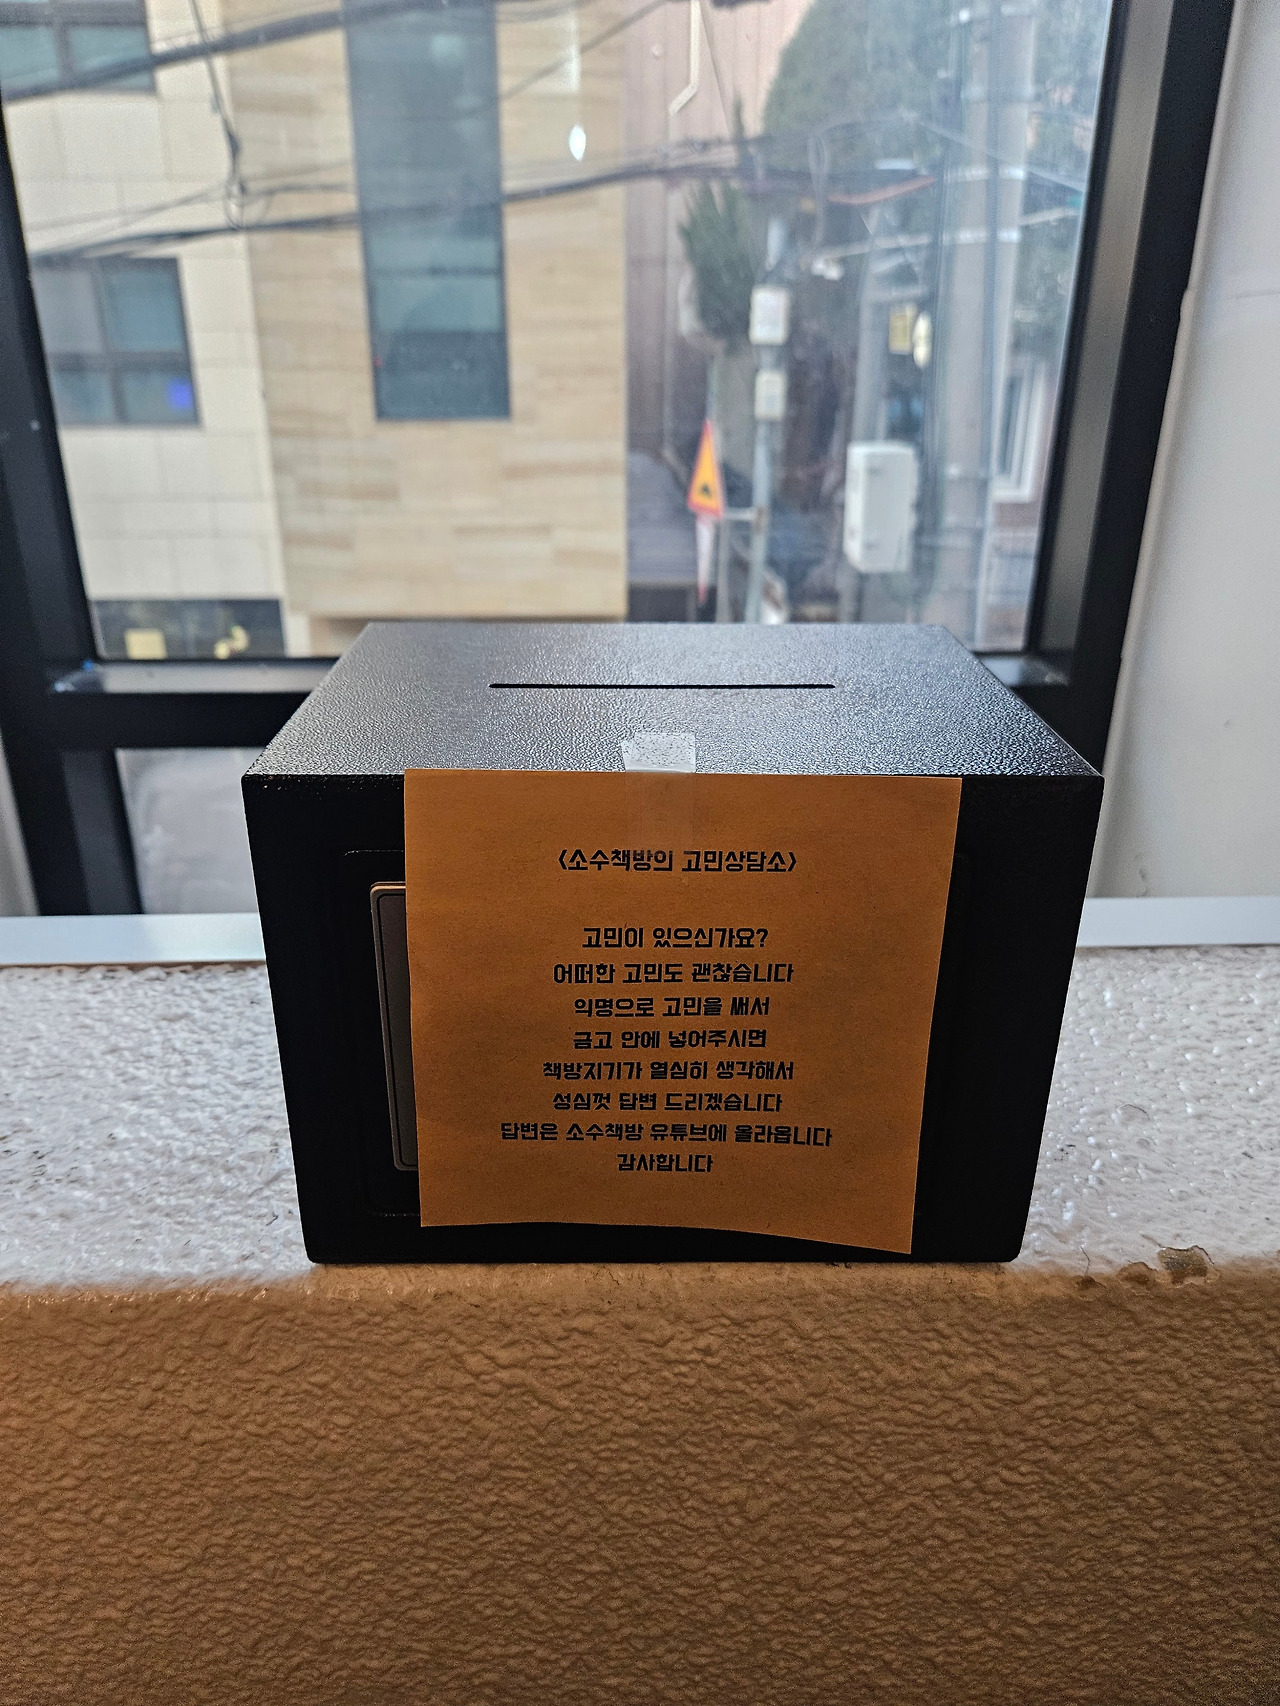 <소수책방의 고민상담소>
고민이 있으신가요?
어떠한 고민도 괜찮습니다
익명으로 고민을 써서
금고 안에 넣어주시면
책방지기가 열심히 생각해서
성심껏 답변 드리겠습니다
답변은 소수책방 유튜브에 올라옵니다
감사합니다